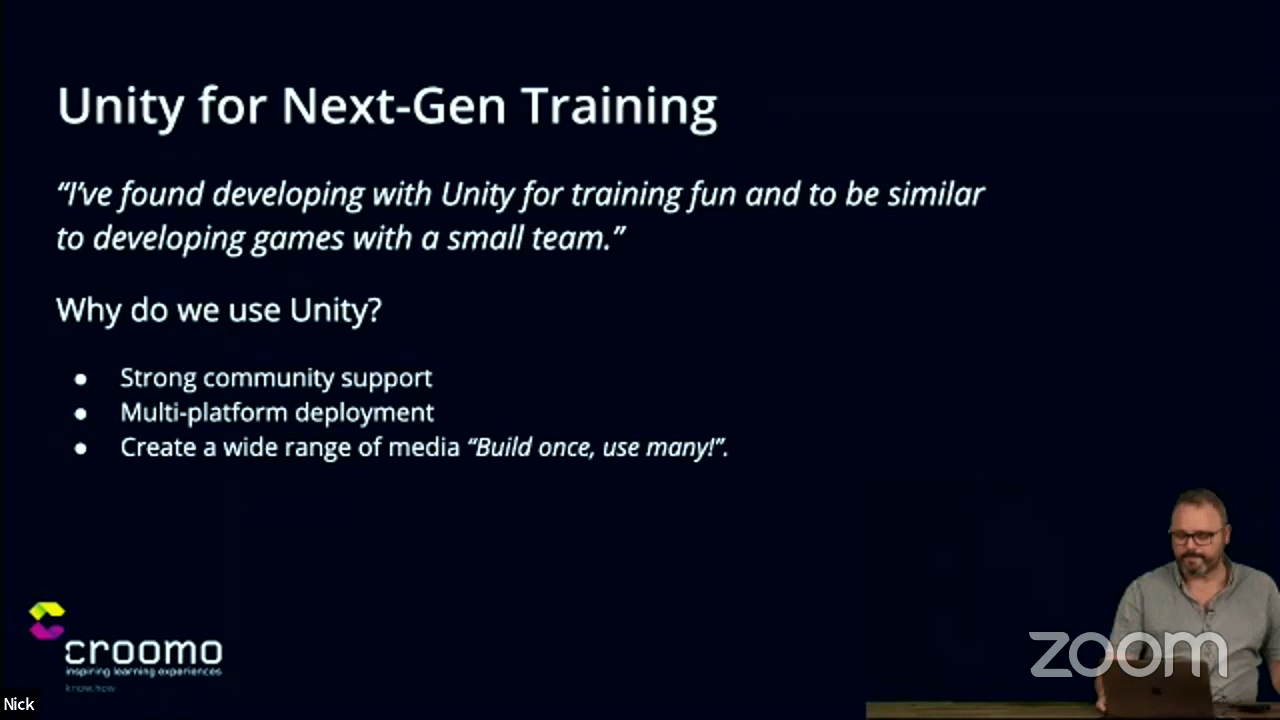 Unity for Next-Gen Training
“I’ve found developing with Unity for training fun and to be similar
to developing games with a small team.”
Why do we use Unity?
● Strong community support
● Multi-platform deployment
● Create a wide range of media “Build once, use many!”.
croomo
inspiring learning experiences
know.how
zoom
Nick